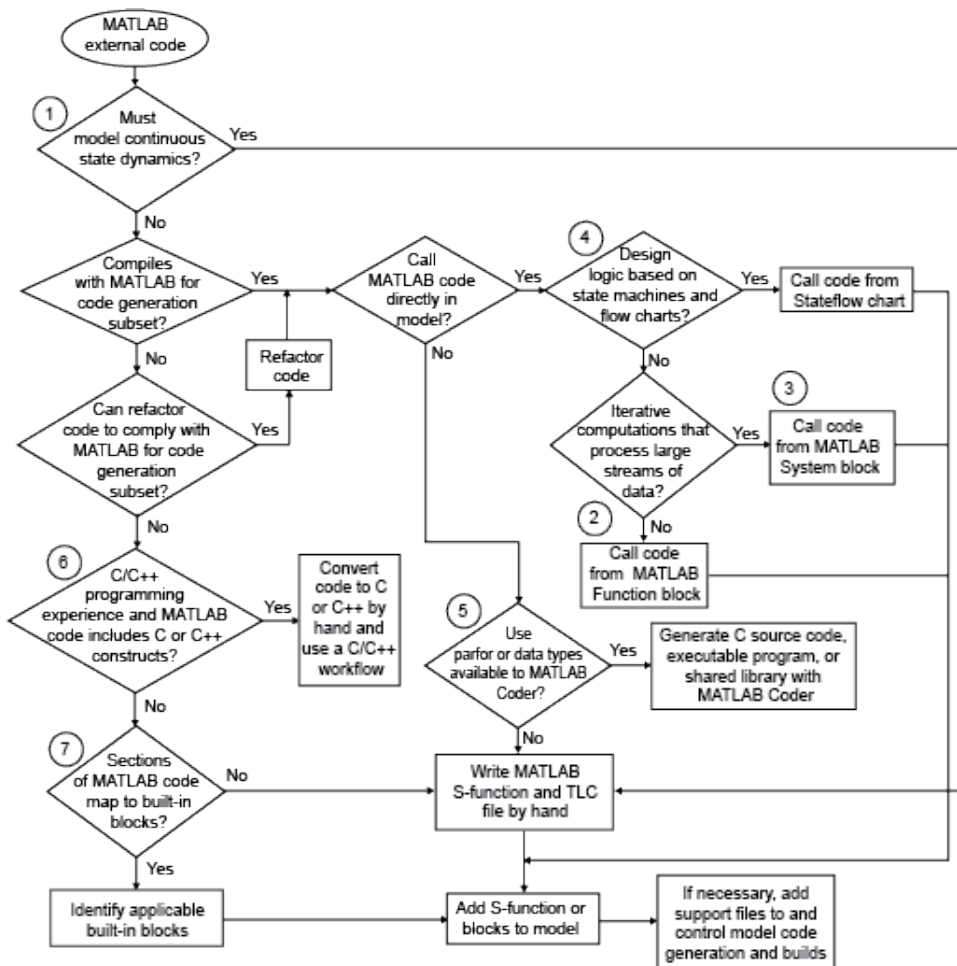 MATLAB
external code
1
Must
model continuous
state dynamics?
Yes
No
Compiles
with MATLAB for
code generation
subset?
Yes
Call
MATLAB code
directly in
model?
Yes
4
Design
logic based on
state machines and
flow charts?
Yes
Call code from
Stateflow chart
No
No
No
Refactor
code
Can refactor
code to comply with
MATLAB for code
generation
subset?
Yes
Iterative
computations that
process large
streams of
data?
Yes
3
Call code
from MATLAB
System block
No
No
2
Call code
from MATLAB
Function block
6
C/C++
programming
experience and MATLAB
code includes C or C++
constructs?
Yes
Convert
code to C
or C++ by
hand and
use a C/C++
workflow
5
Use
parfor or data types
available to MATLAB
Coder?
Yes
Generate C source code,
executable program, or
shared library with
MATLAB Coder
No
No
7
Sections
of MATLAB code
map to built-in
blocks?
No
Write MATLAB
S-function and TLC
file by hand
Yes
Identify applicable
built-in blocks
Add S-function or
blocks to model
If necessary, add
support files to and
control model code
generation and builds